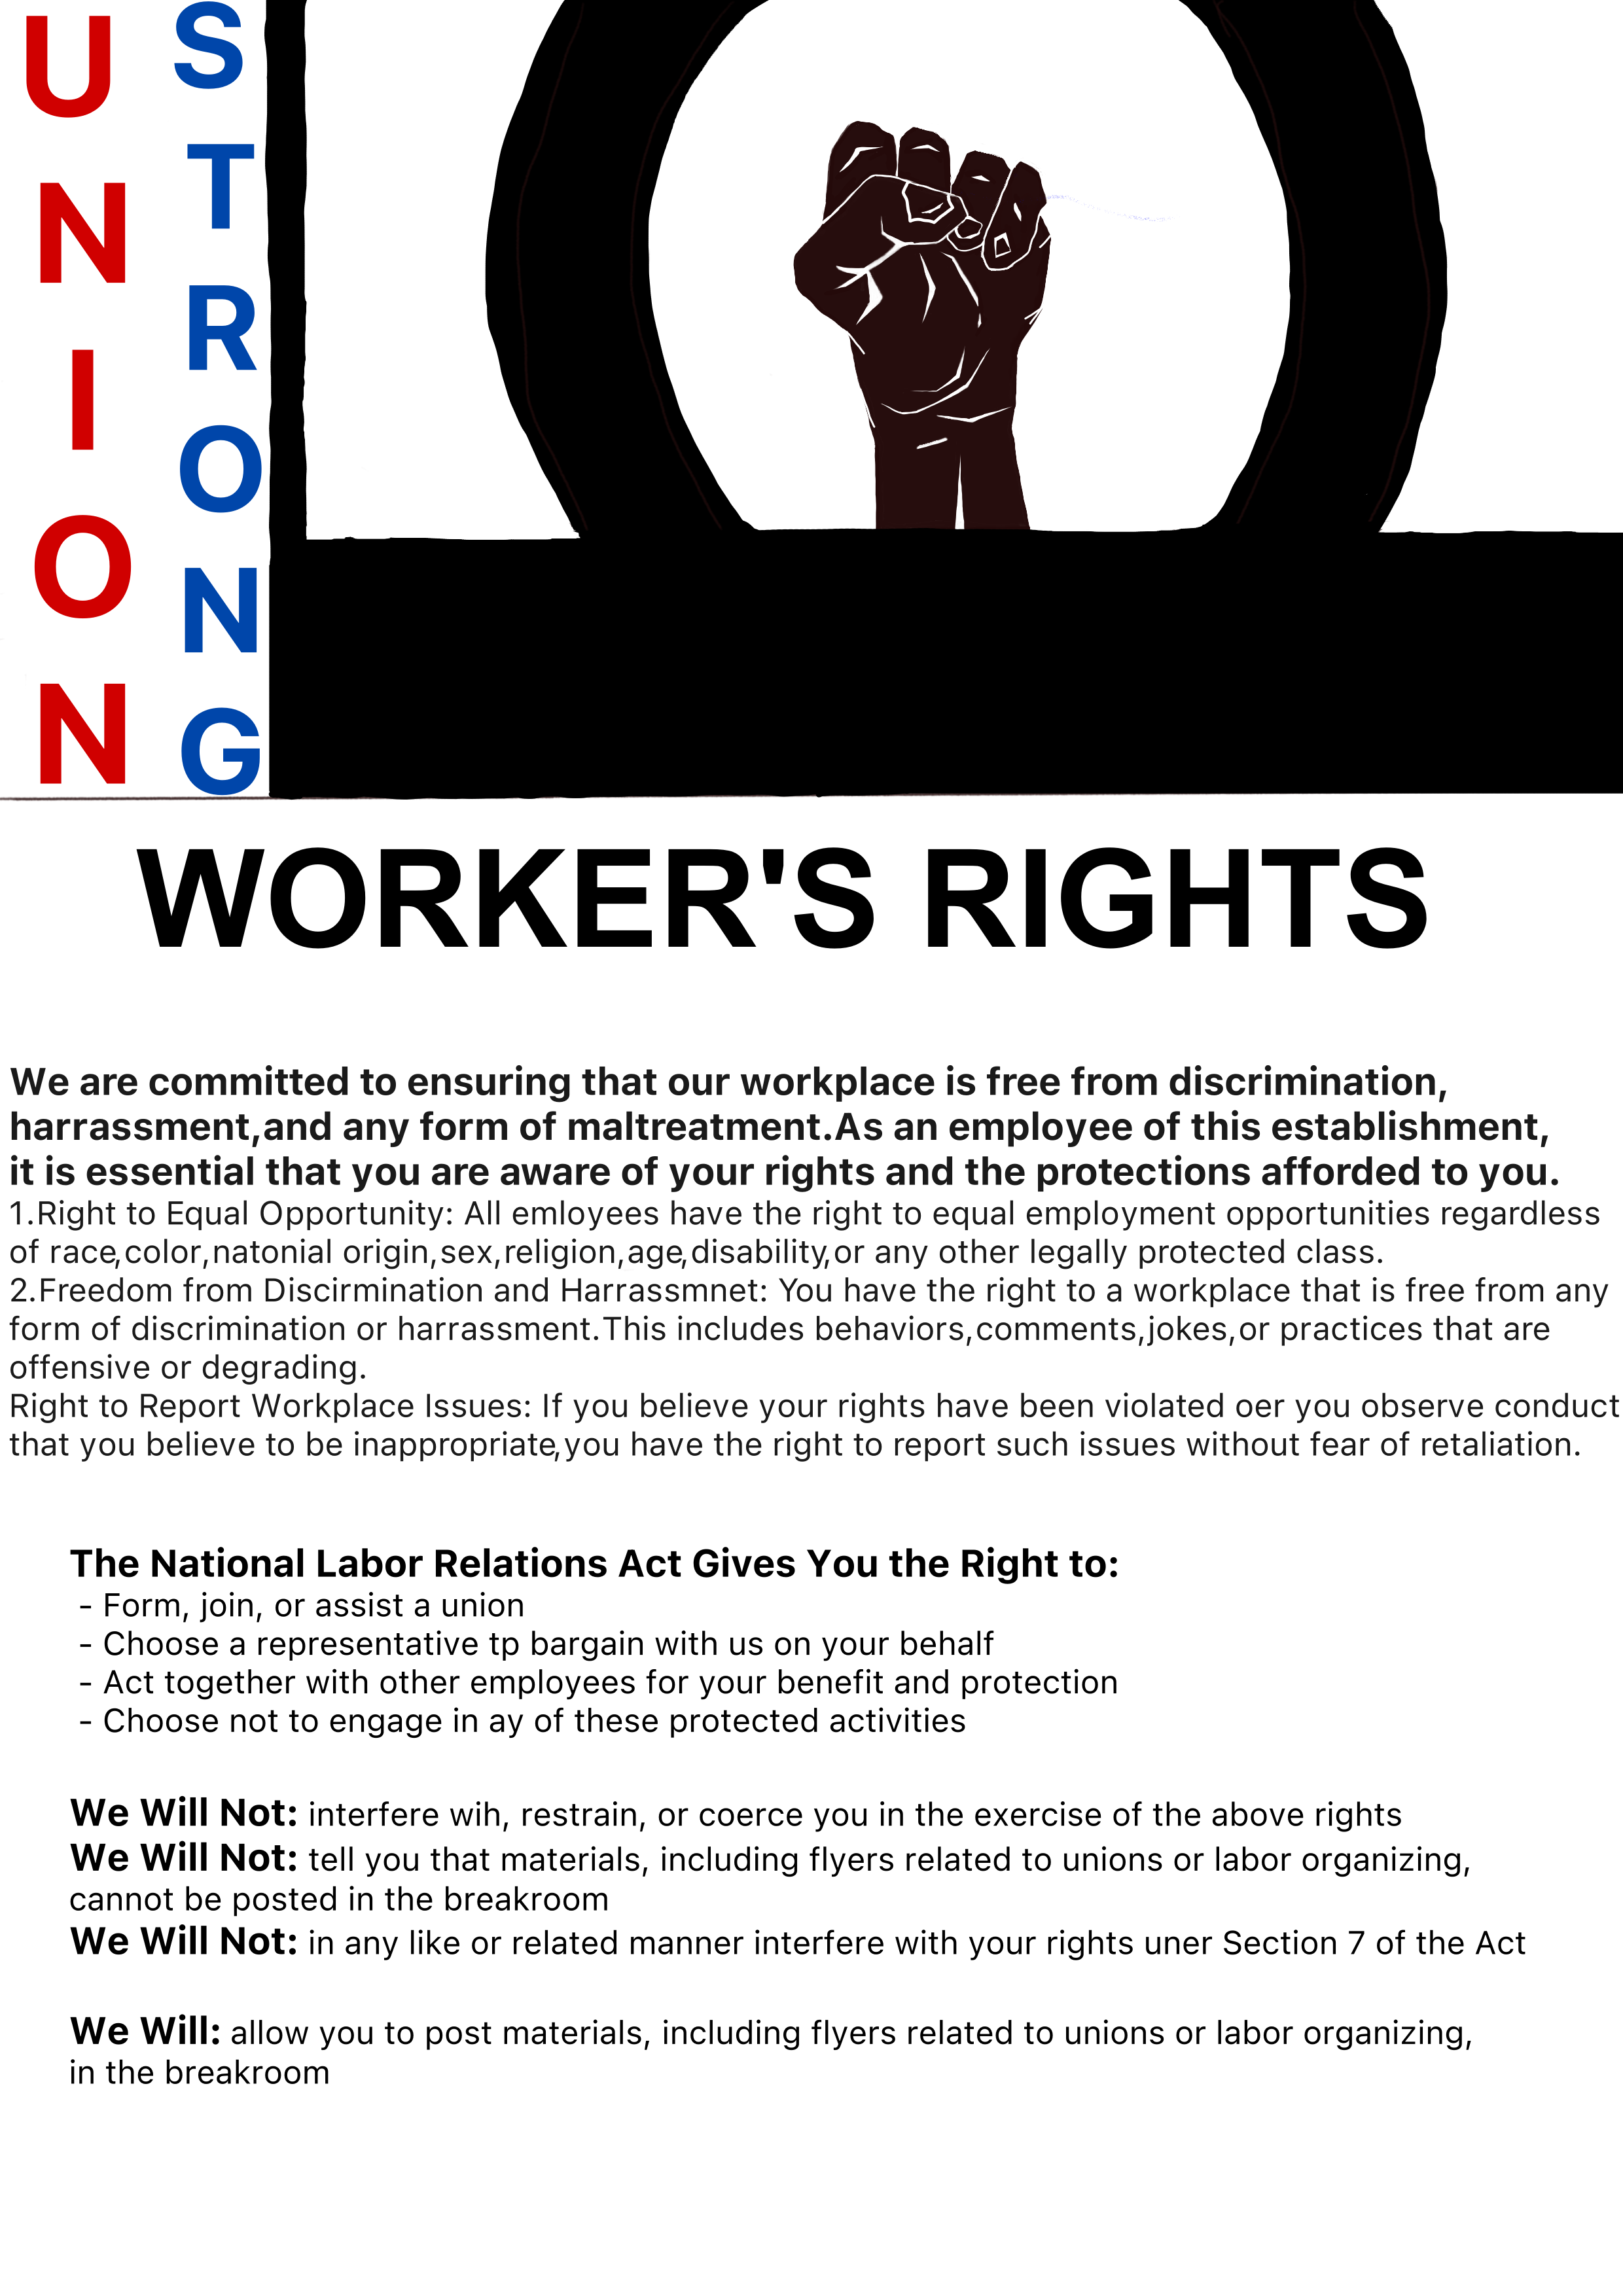 UNION
STRONG
WORKER'S RIGHTS
We are committed to ensuring that our workplace is free from discrimination,
harrassment,and any form of maltreatment.As an employee of this establishment,
it is essential that you are aware of your rights and the protections afforded to you.
1.Right to Equal Opportunity: All emloyees have the right to equal employment opportunities regardless
of race,color,natonial origin,sex,religion,age,disability,or any other legally protected class.
2.Freedom from Discirmination and Harrassmnet: You have the right to a workplace that is free from any
form of discrimination or harrassment.This includes behaviors,comments,jokes,or practices that are
offensive or degrading.
Right to Report Workplace Issues: If you believe your rights have been violated oer you observe conduct
that you believe to be inappropriate,you have the right to report such issues without fear of retaliation.
The National Labor Relations Act Gives You the Right to:
- Form, join, or assist a union
- Choose a representative tp bargain with us on your behalf
- Act together with other employees for your benefit and protection
- Choose not to engage in ay of these protected activities
We Will Not: interfere wih, restrain, or coerce you in the exercise of the above rights
We Will Not: tell you that materials, including flyers related to unions or labor organizing,
cannot be posted in the breakroom
We Will Not: in any like or related manner interfere with your rights uner Section 7 of the Act
We Will: allow you to post materials, including flyers related to unions or labor organizing,
in the breakroom